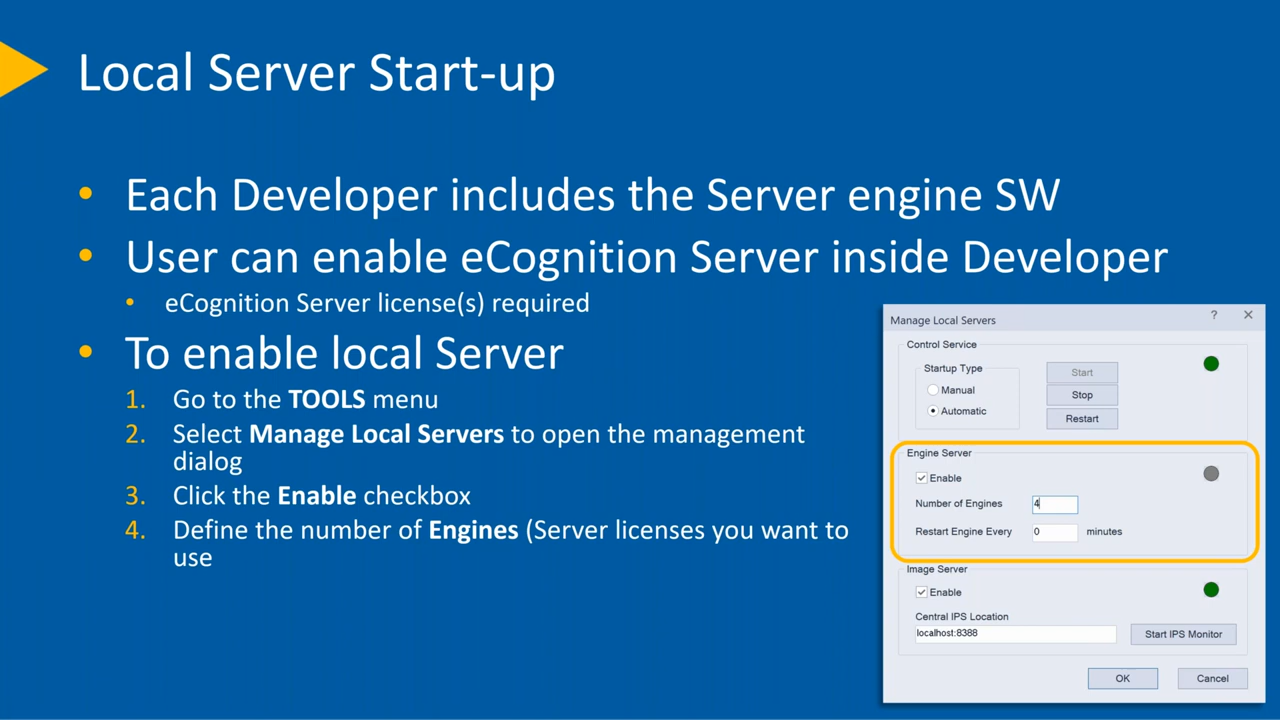 Local Server Start-up
• Each Developer includes the Server engine SW
• User can enable eCognition Server inside Developer
• eCognition Server license(s) required
• To enable local Server
1. Go to the TOOLS menu
2. Select Manage Local Servers to open the management
dialog
3. Click the Enable checkbox
4. Define the number of Engines (Server licenses you want to
use
Manage Local Servers ? ×
Control Service
Startup Type
Manual
Automatic
Start
Stop
Restart
Engine Server
Enable
Number of Engines 4
Restart Engine Every 0 minutes
Image Server
Enable
Central IPS Location
localhost:8388
Start IPS Monitor
OK Cancel